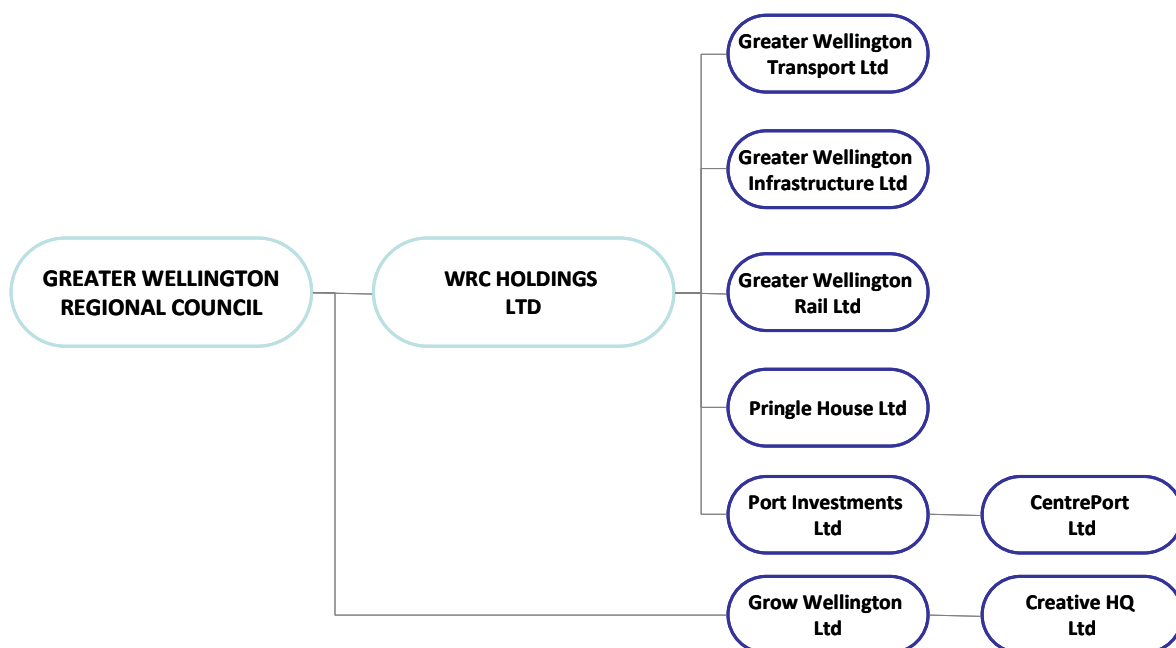 GREATER WELLINGTON
REGIONAL COUNCIL
WRC HOLDINGS
LTD
Greater Wellington
Transport Ltd
Greater Wellington
Infrastructure Ltd
Greater Wellington
Rail Ltd
Pringle House Ltd
Port Investments
Ltd
CentrePort
Ltd
Grow Wellington
Ltd
Creative HQ
Ltd